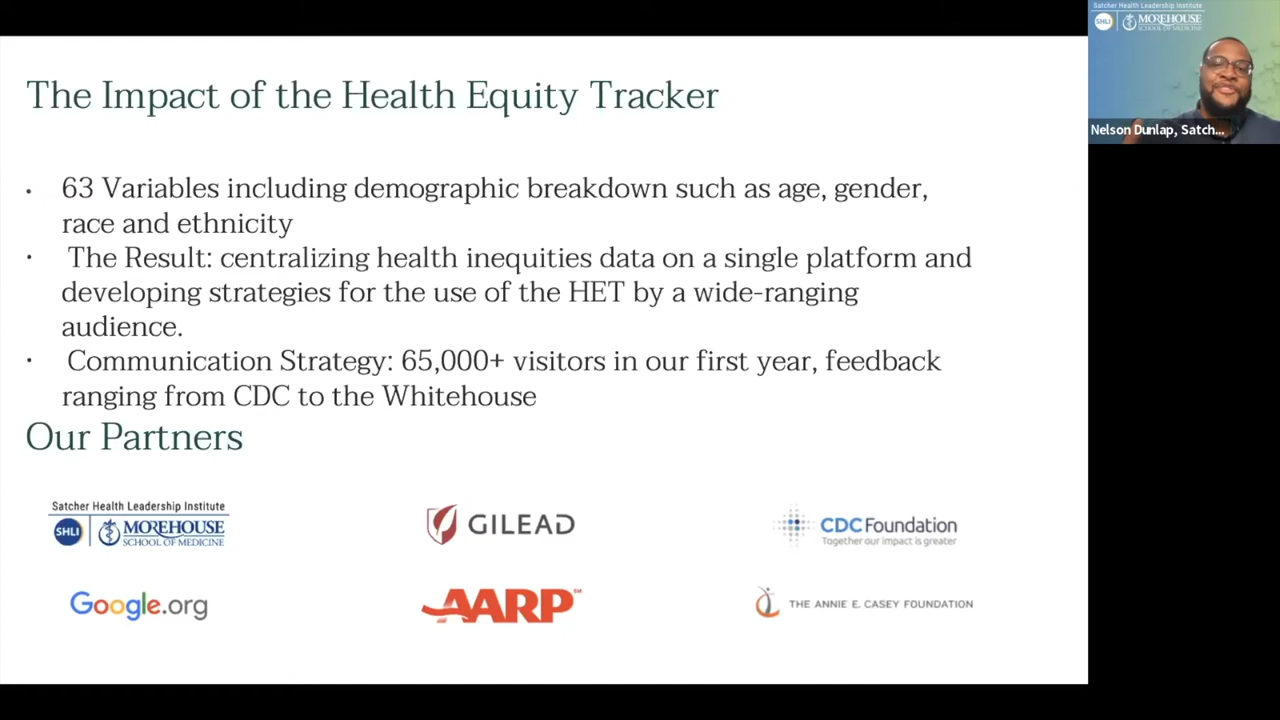 The Impact of the Health Equity Tracker
• 63 Variables including demographic breakdown such as age, gender,
race and ethnicity
• The Result: centralizing health inequities data on a single platform and
developing strategies for the use of the HET by a wide-ranging
audience.
• Communication Strategy: 65,000+ visitors in our first year, feedback
ranging from CDC to the Whitehouse
Our Partners
Satcher Health Leadership Institute
SHLI MOREHOUSE
SCHOOL OF MEDICINE
GILEAD
CDC Foundation
Together our impact is greater
Google.org
AARP℠
THE ANNIE E. CASEY FOUNDATION
Satcher Health Leadership Institute
SHLI MOREHOUSE
SCHOOL OF MEDICINE
Nelson Dunlap, Satch...